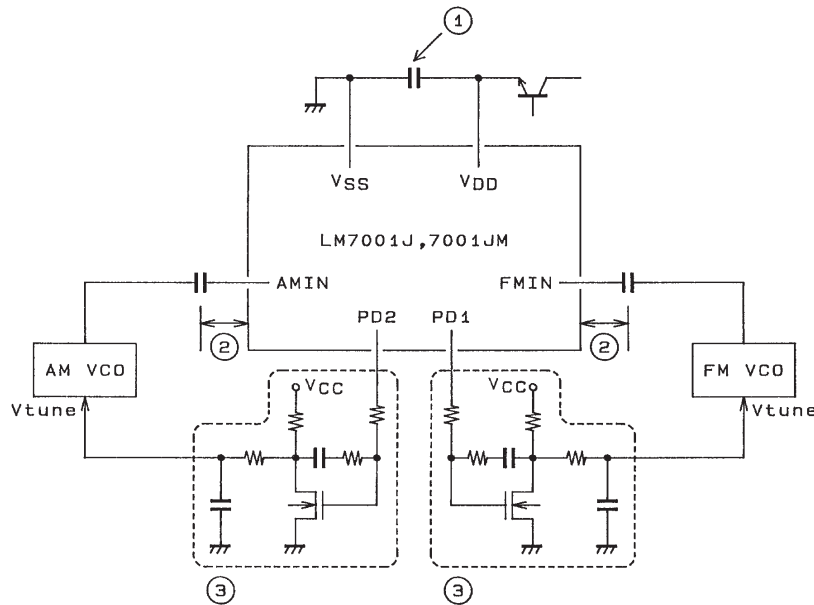 1
VSS VDD
LM7001J,7001JM
AMIN FMIN
PD2 PD1
2 2
AM VCO FM VCO
VCC VCC
Vtune Vtune
3 3